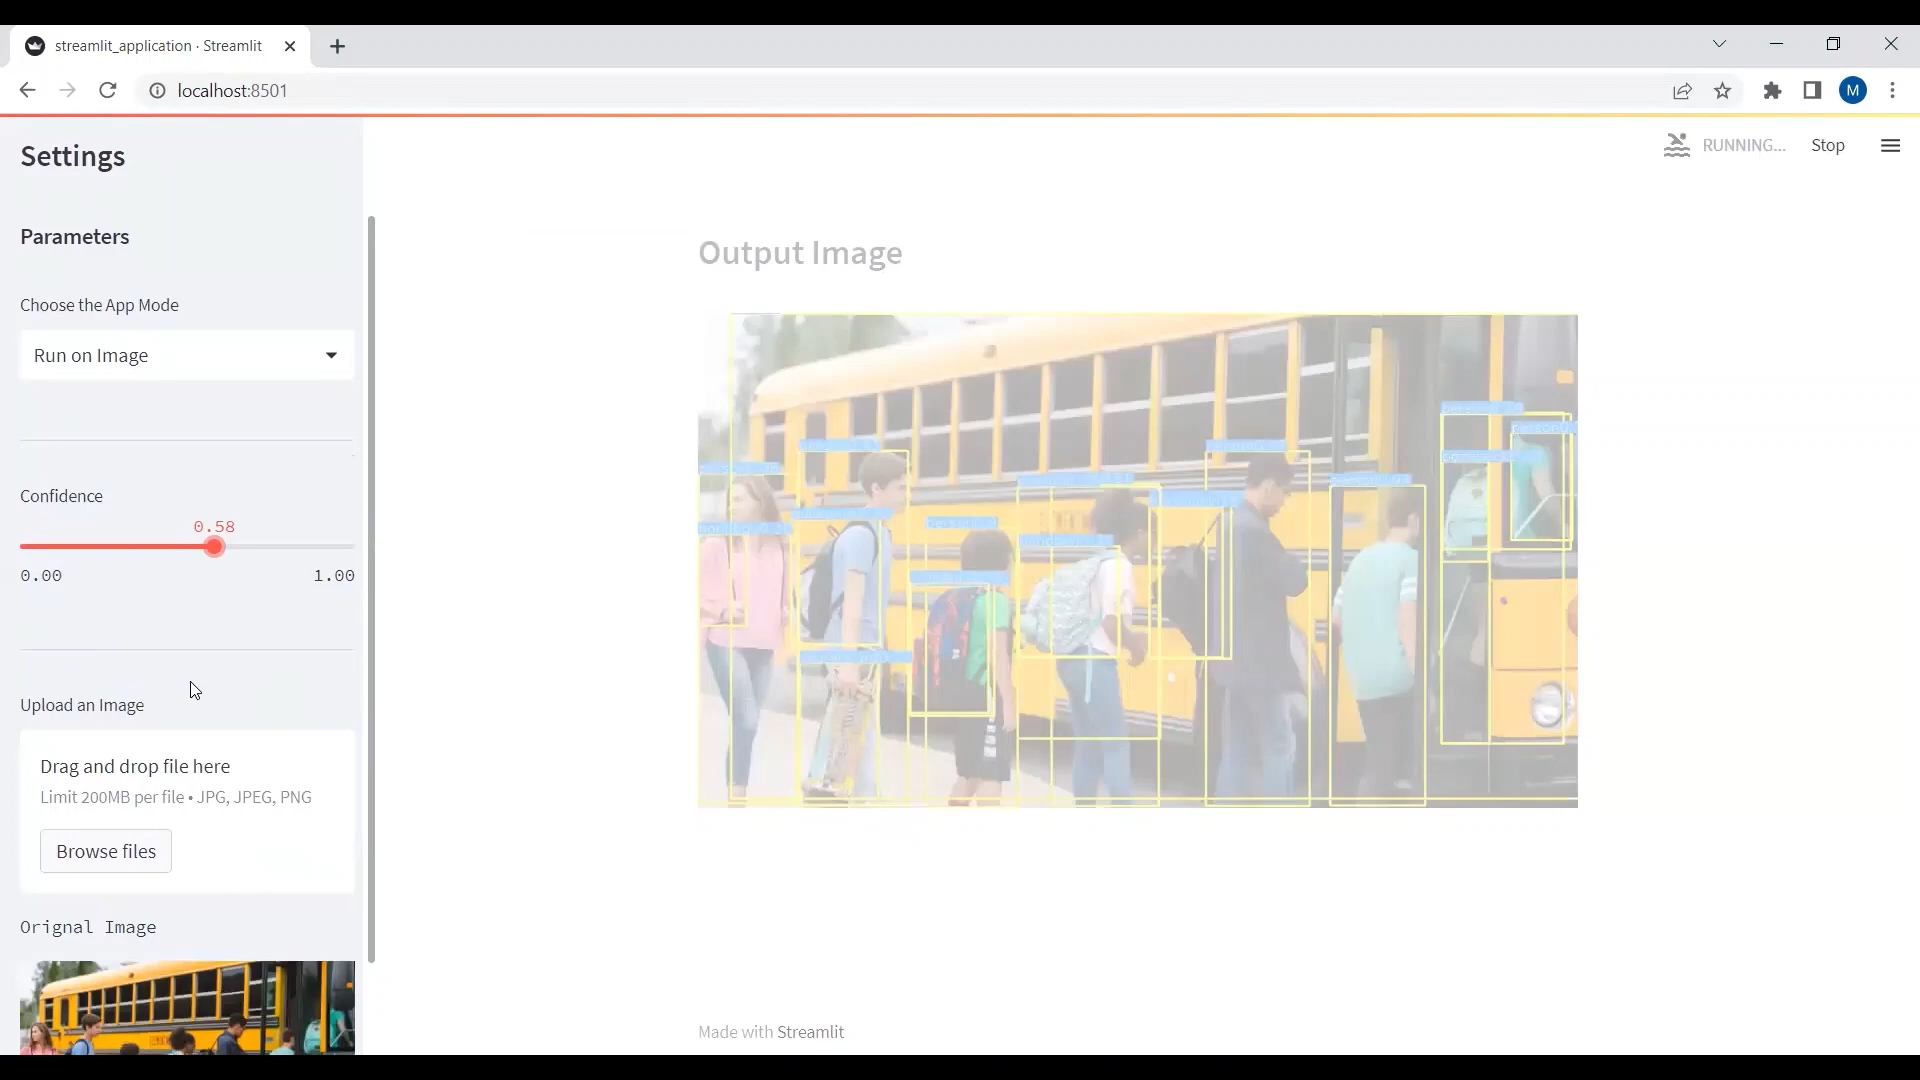 streamlit_application · Streamlit
localhost:8501
M
Settings
RUNNING...
Stop
Parameters
Output Image
Choose the App Mode
Run on Image
Confidence
0.58
0.00
1.00
Upload an Image
Drag and drop file here
Limit 200MB per file • JPG, JPEG, PNG
Browse files
Orignal Image
Made with Streamlit